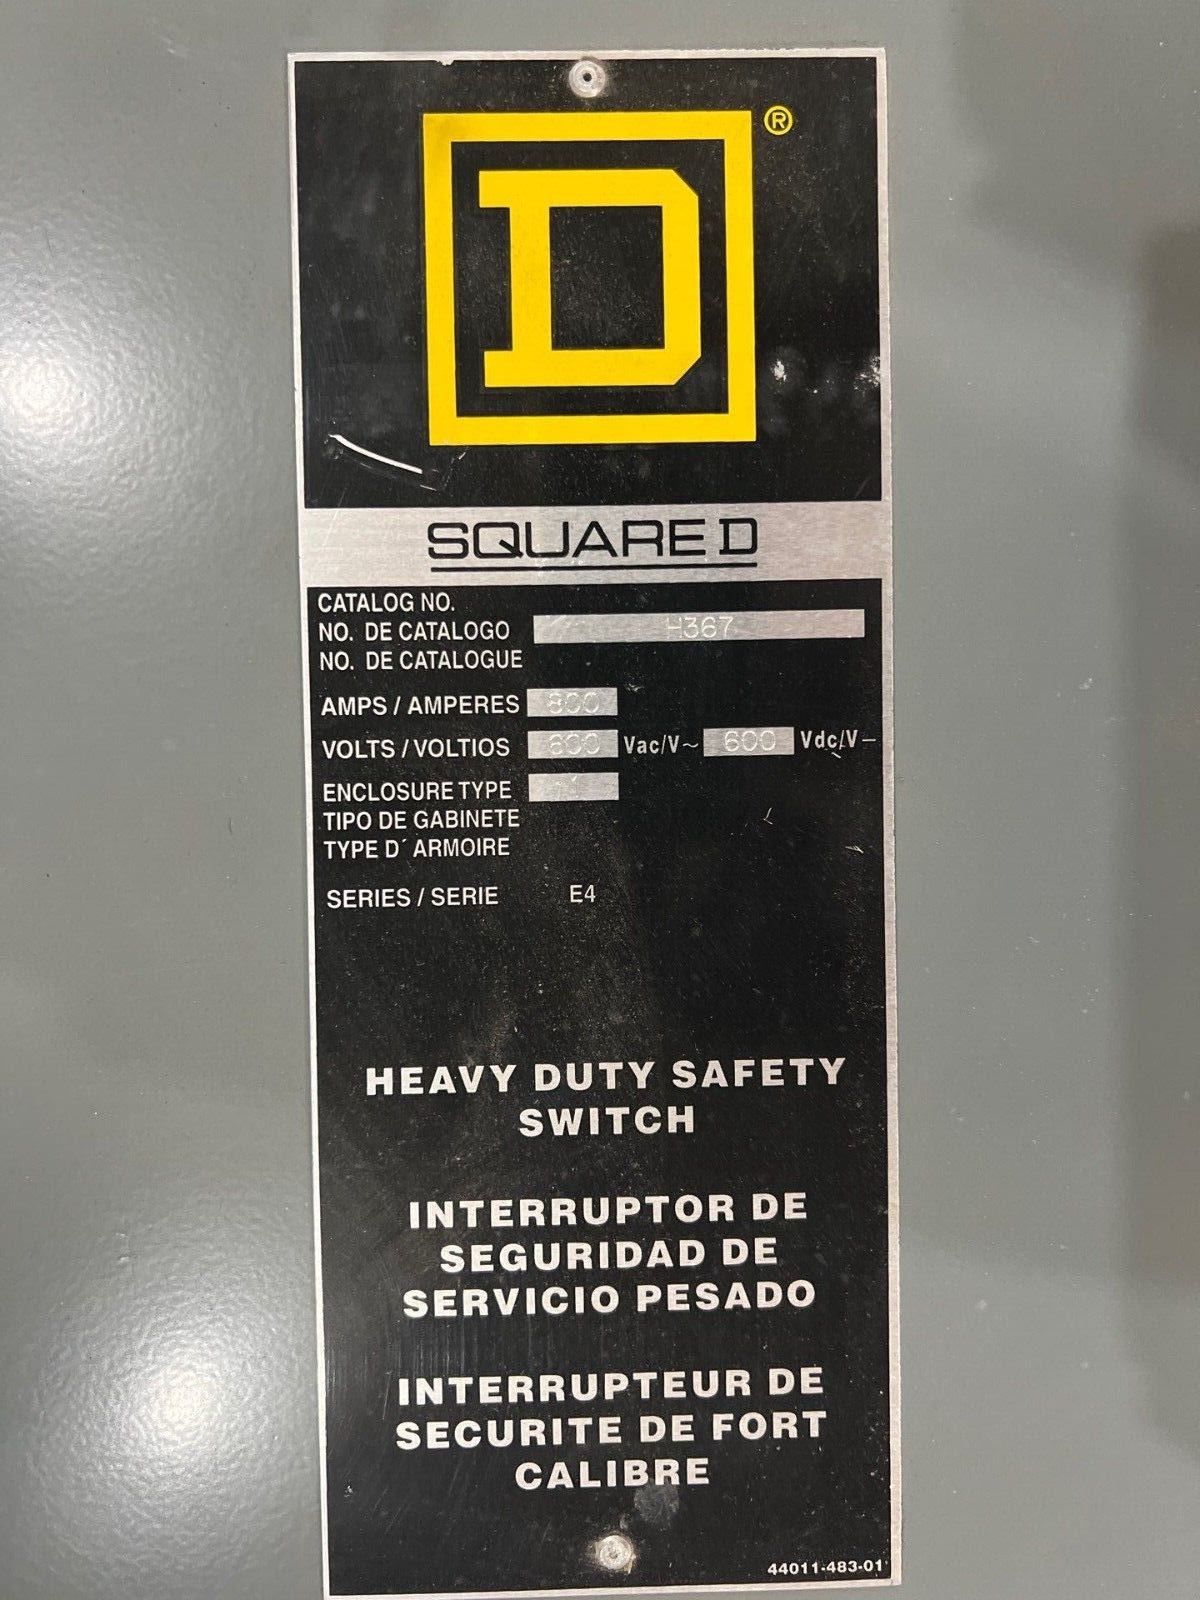 D ®
SQUARE D
CATALOG NO.
NO. DE CATALOGO H367
NO. DE CATALOGUE
AMPS / AMPERES 800
VOLTS / VOLTIOS 600 Vac/V~ 600 Vdc/V—
ENCLOSURE TYPE 1
TIPO DE GABINETE
TYPE D´ ARMOIRE
SERIES / SERIE E4
HEAVY DUTY SAFETY
SWITCH
INTERRUPTOR DE
SEGURIDAD DE
SERVICIO PESADO
INTERRUPTEUR DE
SECURITE DE FORT
CALIBRE
44011-483-01